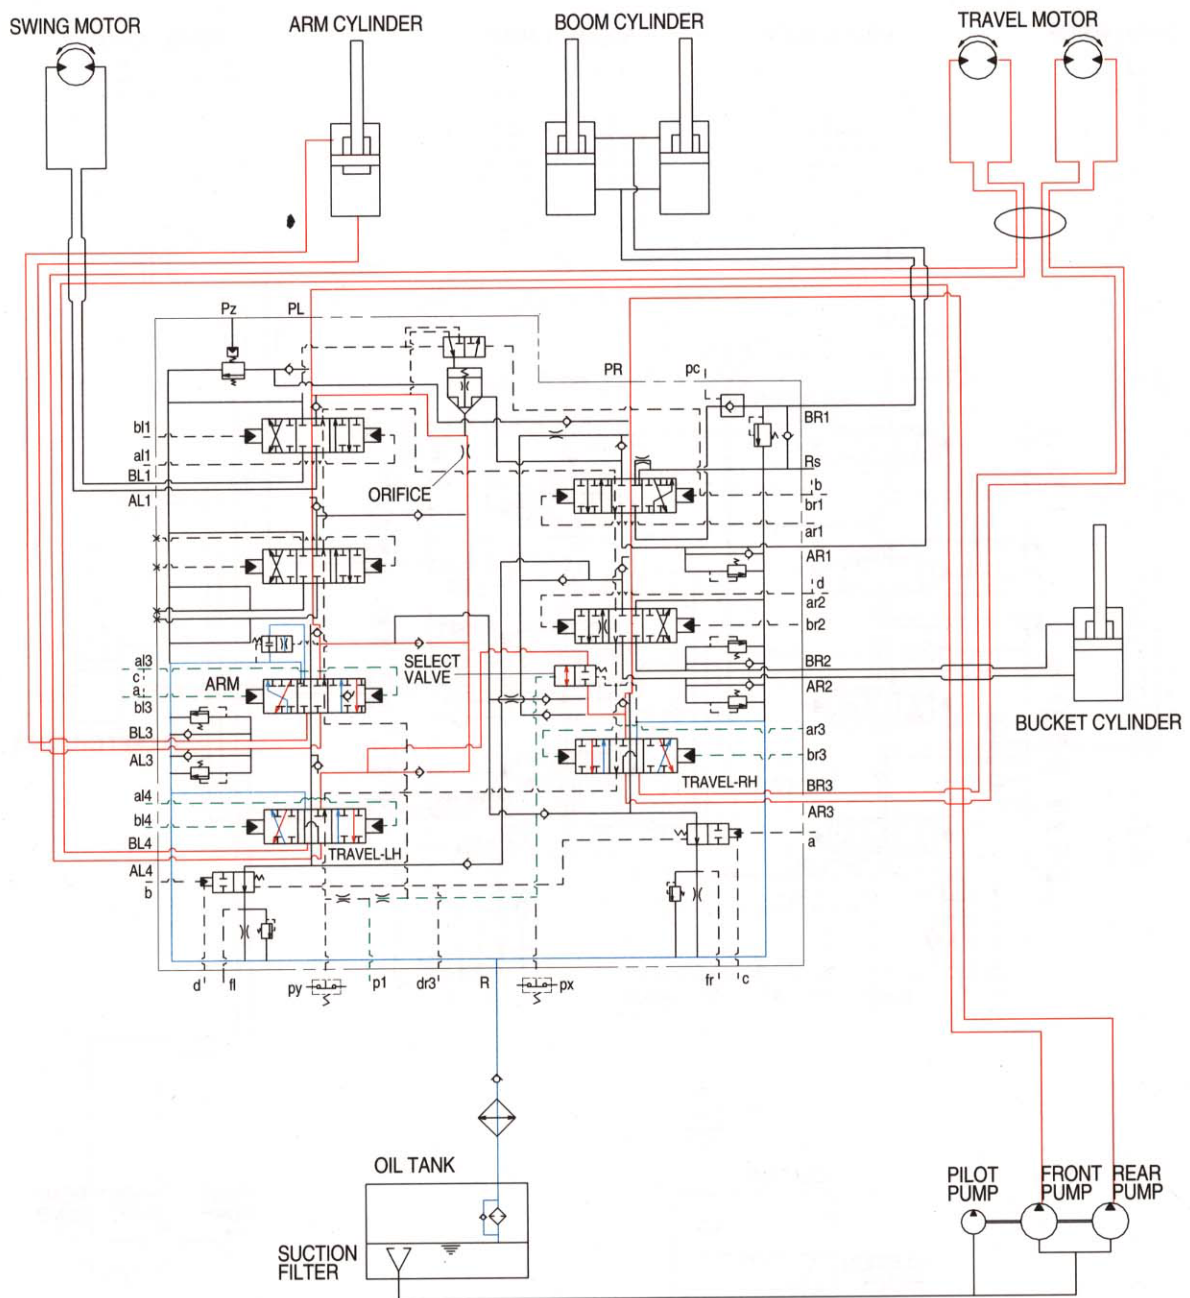 SWING MOTOR
ARM CYLINDER
BOOM CYLINDER
TRAVEL MOTOR
Pz
PL
PR
pc
bl1
al1
BL1
AL1
ORIFICE
BR1
Rs
b
br1
ar1
AR1
d
ar2
br2
BR2
AR2
BUCKET CYLINDER
al3
c
a
bl3
ARM
SELECT
VALVE
BL3
AL3
ar3
br3
TRAVEL-RH
BR3
AR3
al4
bl4
BL4
TRAVEL-LH
AL4
b
a
d
fl
py
p1
dr3
R
px
fr
c
OIL TANK
SUCTION
FILTER
PILOT
PUMP
FRONT
PUMP
REAR
PUMP